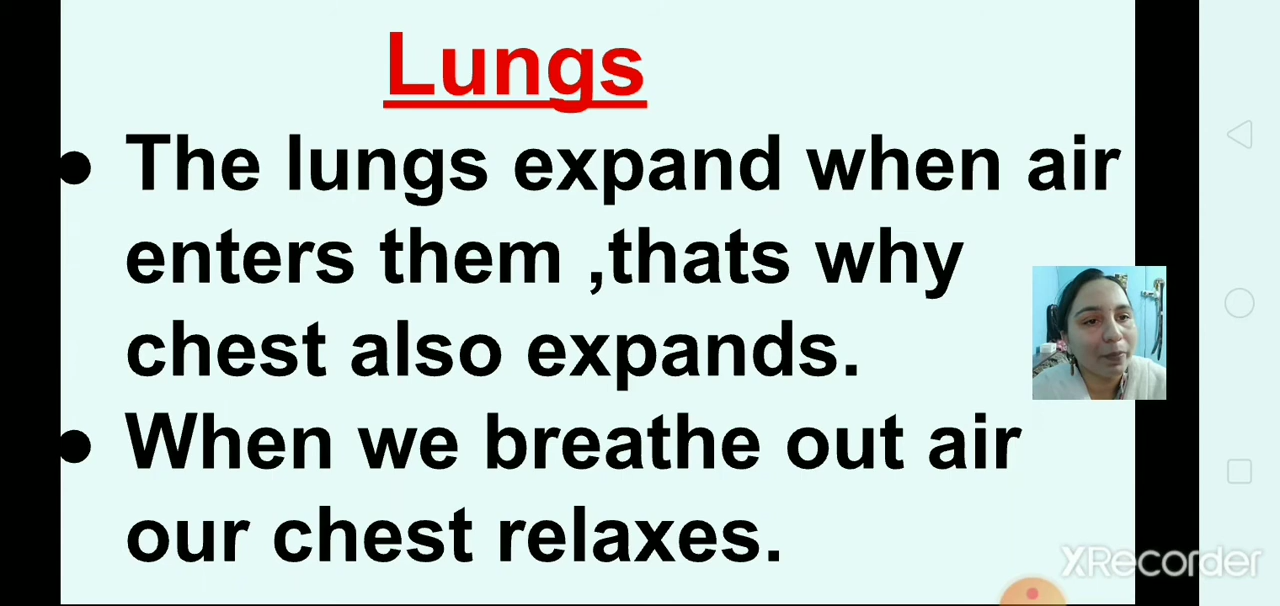 Lungs
• The lungs expand when air
enters them ,thats why
chest also expands.
• When we breathe out air
our chest relaxes.
XRecorder